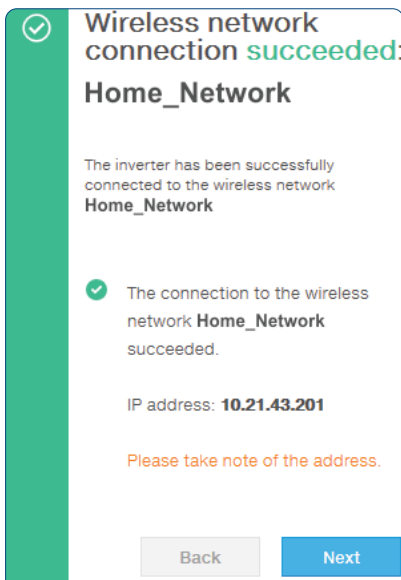 Wireless network
connection succeeded:
Home_Network
The inverter has been successfully
connected to the wireless network
Home_Network
The connection to the wireless
network Home_Network
succeeded.
IP address: 10.21.43.201
Please take note of the address.
Back Next